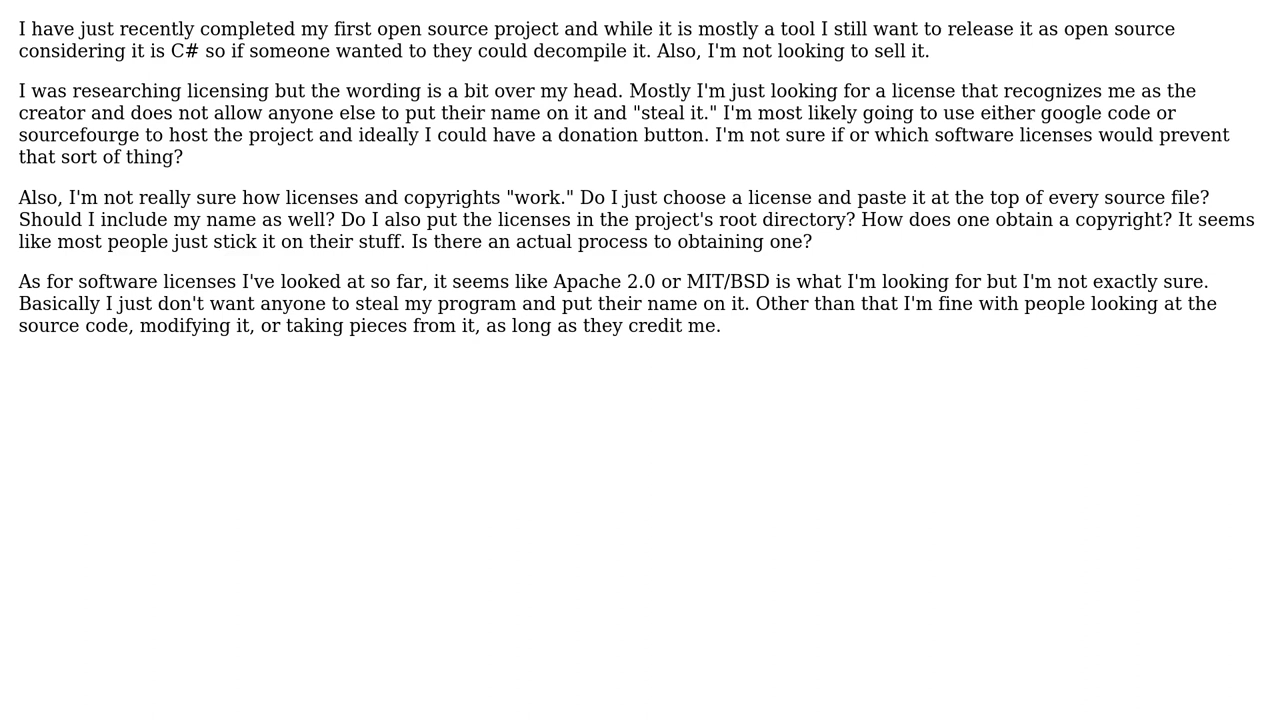 I have just recently completed my first open source project and while it is mostly a tool I still want to release it as open source
considering it is C# so if someone wanted to they could decompile it. Also, I'm not looking to sell it.
I was researching licensing but the wording is a bit over my head. Mostly I'm just looking for a license that recognizes me as the
creator and does not allow anyone else to put their name on it and "steal it." I'm most likely going to use either google code or
sourcefourge to host the project and ideally I could have a donation button. I'm not sure if or which software licenses would prevent
that sort of thing?
Also, I'm not really sure how licenses and copyrights "work." Do I just choose a license and paste it at the top of every source file?
Should I include my name as well? Do I also put the licenses in the project's root directory? How does one obtain a copyright? It seems
like most people just stick it on their stuff. Is there an actual process to obtaining one?
As for software licenses I've looked at so far, it seems like Apache 2.0 or MIT/BSD is what I'm looking for but I'm not exactly sure.
Basically I just don't want anyone to steal my program and put their name on it. Other than that I'm fine with people looking at the
source code, modifying it, or taking pieces from it, as long as they credit me.